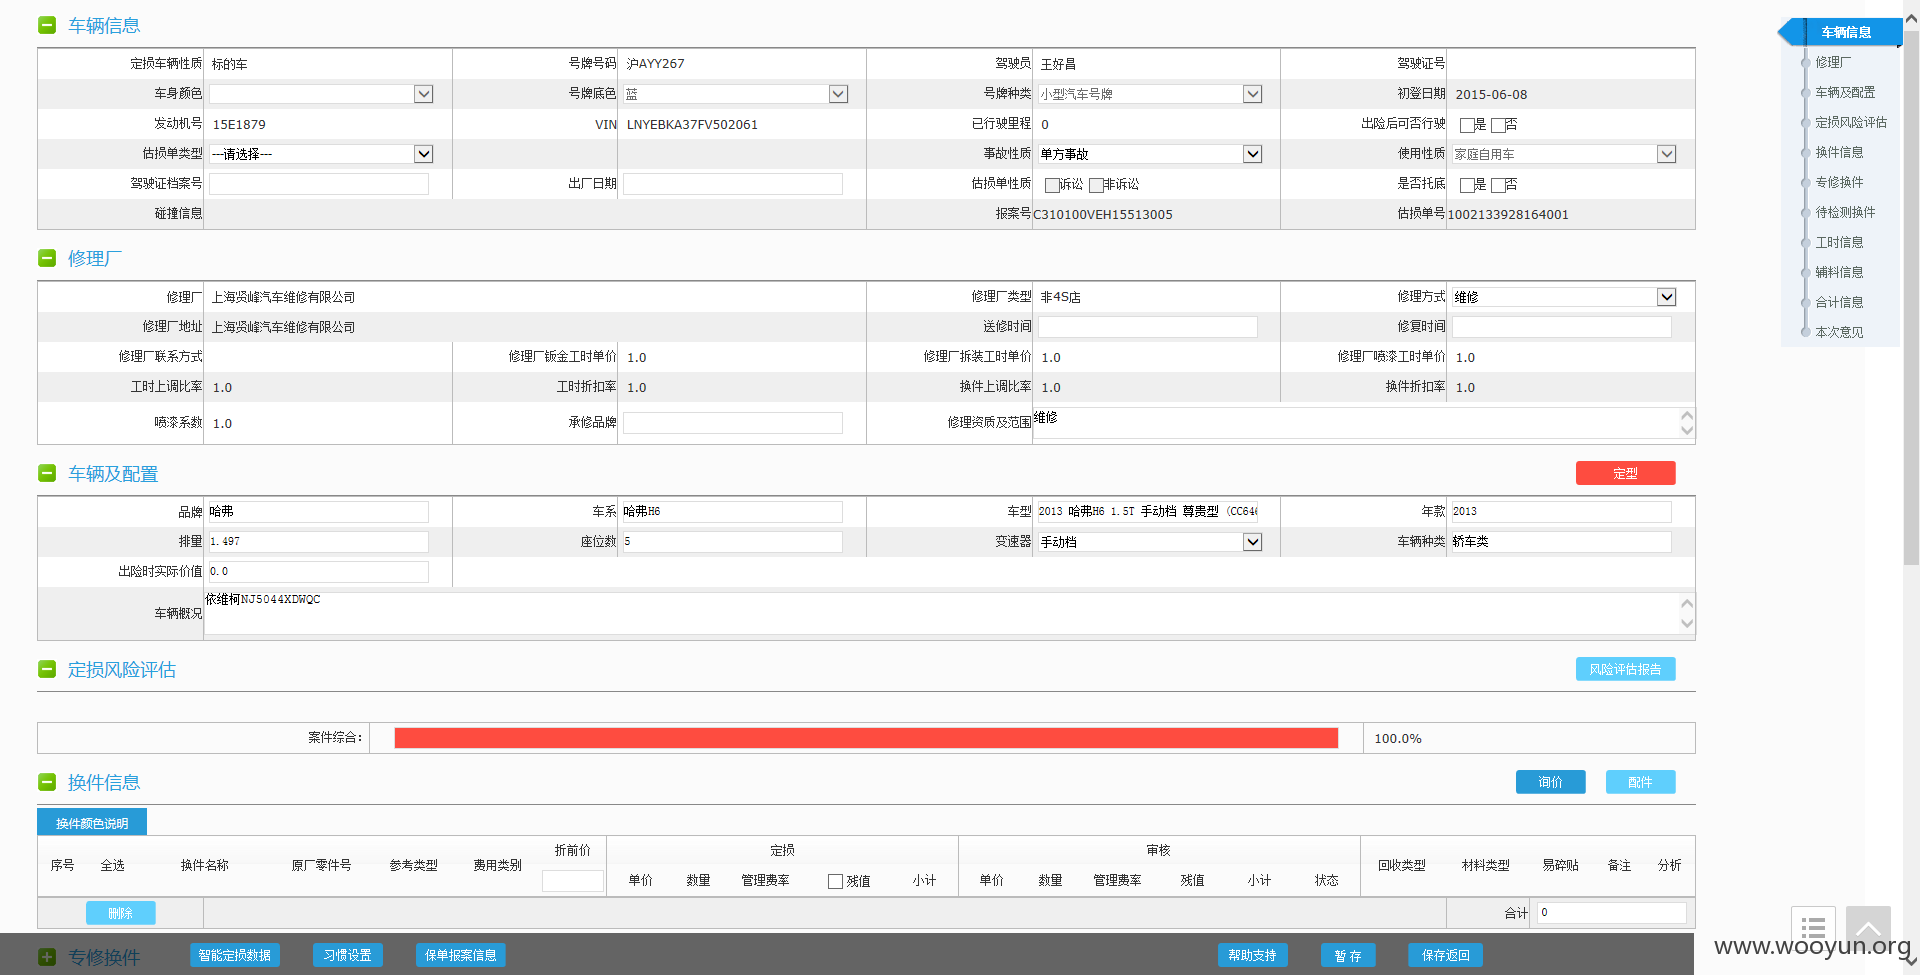 车辆信息
定损车辆性质 标的车 号牌号码 沪AYY267 驾驶员 王好昌 驾驶证号
车身颜色 号牌底色 蓝 号牌种类 小型汽车号牌 初登日期 2015-06-08
发动机号 15E1879 VIN LNYEBKA37FV502061 已行驶里程 0 出险后可否行驶 是 否
估损单类型 ---请选择--- 事故性质 单方事故 使用性质 家庭自用车
驾驶证档案号 出厂日期 估损单性质 诉讼 非诉讼 是否托底 是 否
碰撞信息 报案号 C310100VEH15513005 估损单号 1002133928164001
修理厂
修理厂 上海贤峰汽车维修有限公司 修理厂类型 非4S店 修理方式 维修
修理厂地址 上海贤峰汽车维修有限公司 送修时间 修复时间
修理厂联系方式 修理厂钣金工时单价 1.0 修理厂拆装工时单价 1.0 修理厂喷漆工时单价 1.0
工时上调比率 1.0 工时折扣率 1.0 换件上调比率 1.0 换件折扣率 1.0
喷漆系数 1.0 承修品牌 修理资质及范围 维修
车辆及配置 定型
品牌 哈弗 车系 哈弗H6 车型 2013 哈弗H6 1.5T 手动档 尊贵型 (CC646 年款 2013
排量 1.497 座位数 5 变速器 手动档 车辆种类 轿车类
出险时实际价值 0.0
车辆概况 依维柯NJ5044XDWQC
定损风险评估 风险评估报告
案件综合： 100.0%
换件信息 询价 配件
换件颜色说明
序号 全选 换件名称 原厂零件号 参考类型 费用类别 折前价 定损 审核 回收类型 材料类型 易碎贴 备注 分析
单价 数量 管理费率 残值 小计 单价 数量 管理费率 残值 小计 状态
删除 合计 0
专修换件 智能定损数据 习惯设置 保单报案信息 帮助支持 暂 存 保存返回
车辆信息
修理厂
车辆及配置
定损风险评估
换件信息
专修换件
待检测换件
工时信息
辅料信息
合计信息
本次意见
www.wooyun.org